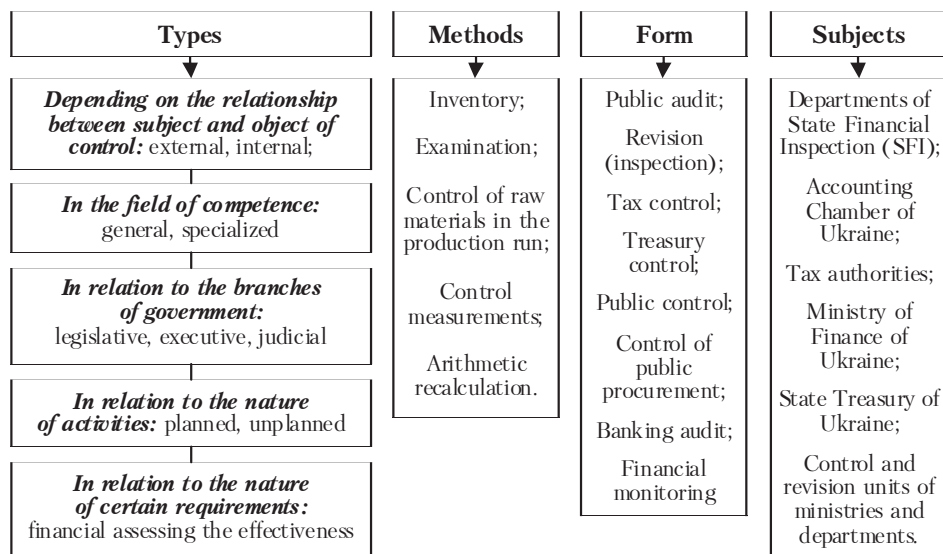 Types
Depending on the relationship
between subject and object of
control: external, internal;
In the field of competence:
general, specialized
In relation to the branches
of government:
legislative, executive, judicial
In relation to the nature
of activities: planned, unplanned
In relation to the nature
of certain requirements:
financial assessing the effectiveness
Methods
Inventory;
Examination;
Control of raw
materials in the
production run;
Control
measurements;
Arithmetic
recalculation.
Form
Public audit;
Revision
(inspection);
Tax control;
Treasury
control;
Public control;
Control of
public
procurement;
Banking audit;
Financial
monitoring
Subjects
Departments of
State Financial
Inspection (SFI);
Accounting
Chamber of
Ukraine;
Tax authorities;
Ministry of
Finance of
Ukraine;
State Treasury of
Ukraine;
Control and
revision units of
ministries and
departments.